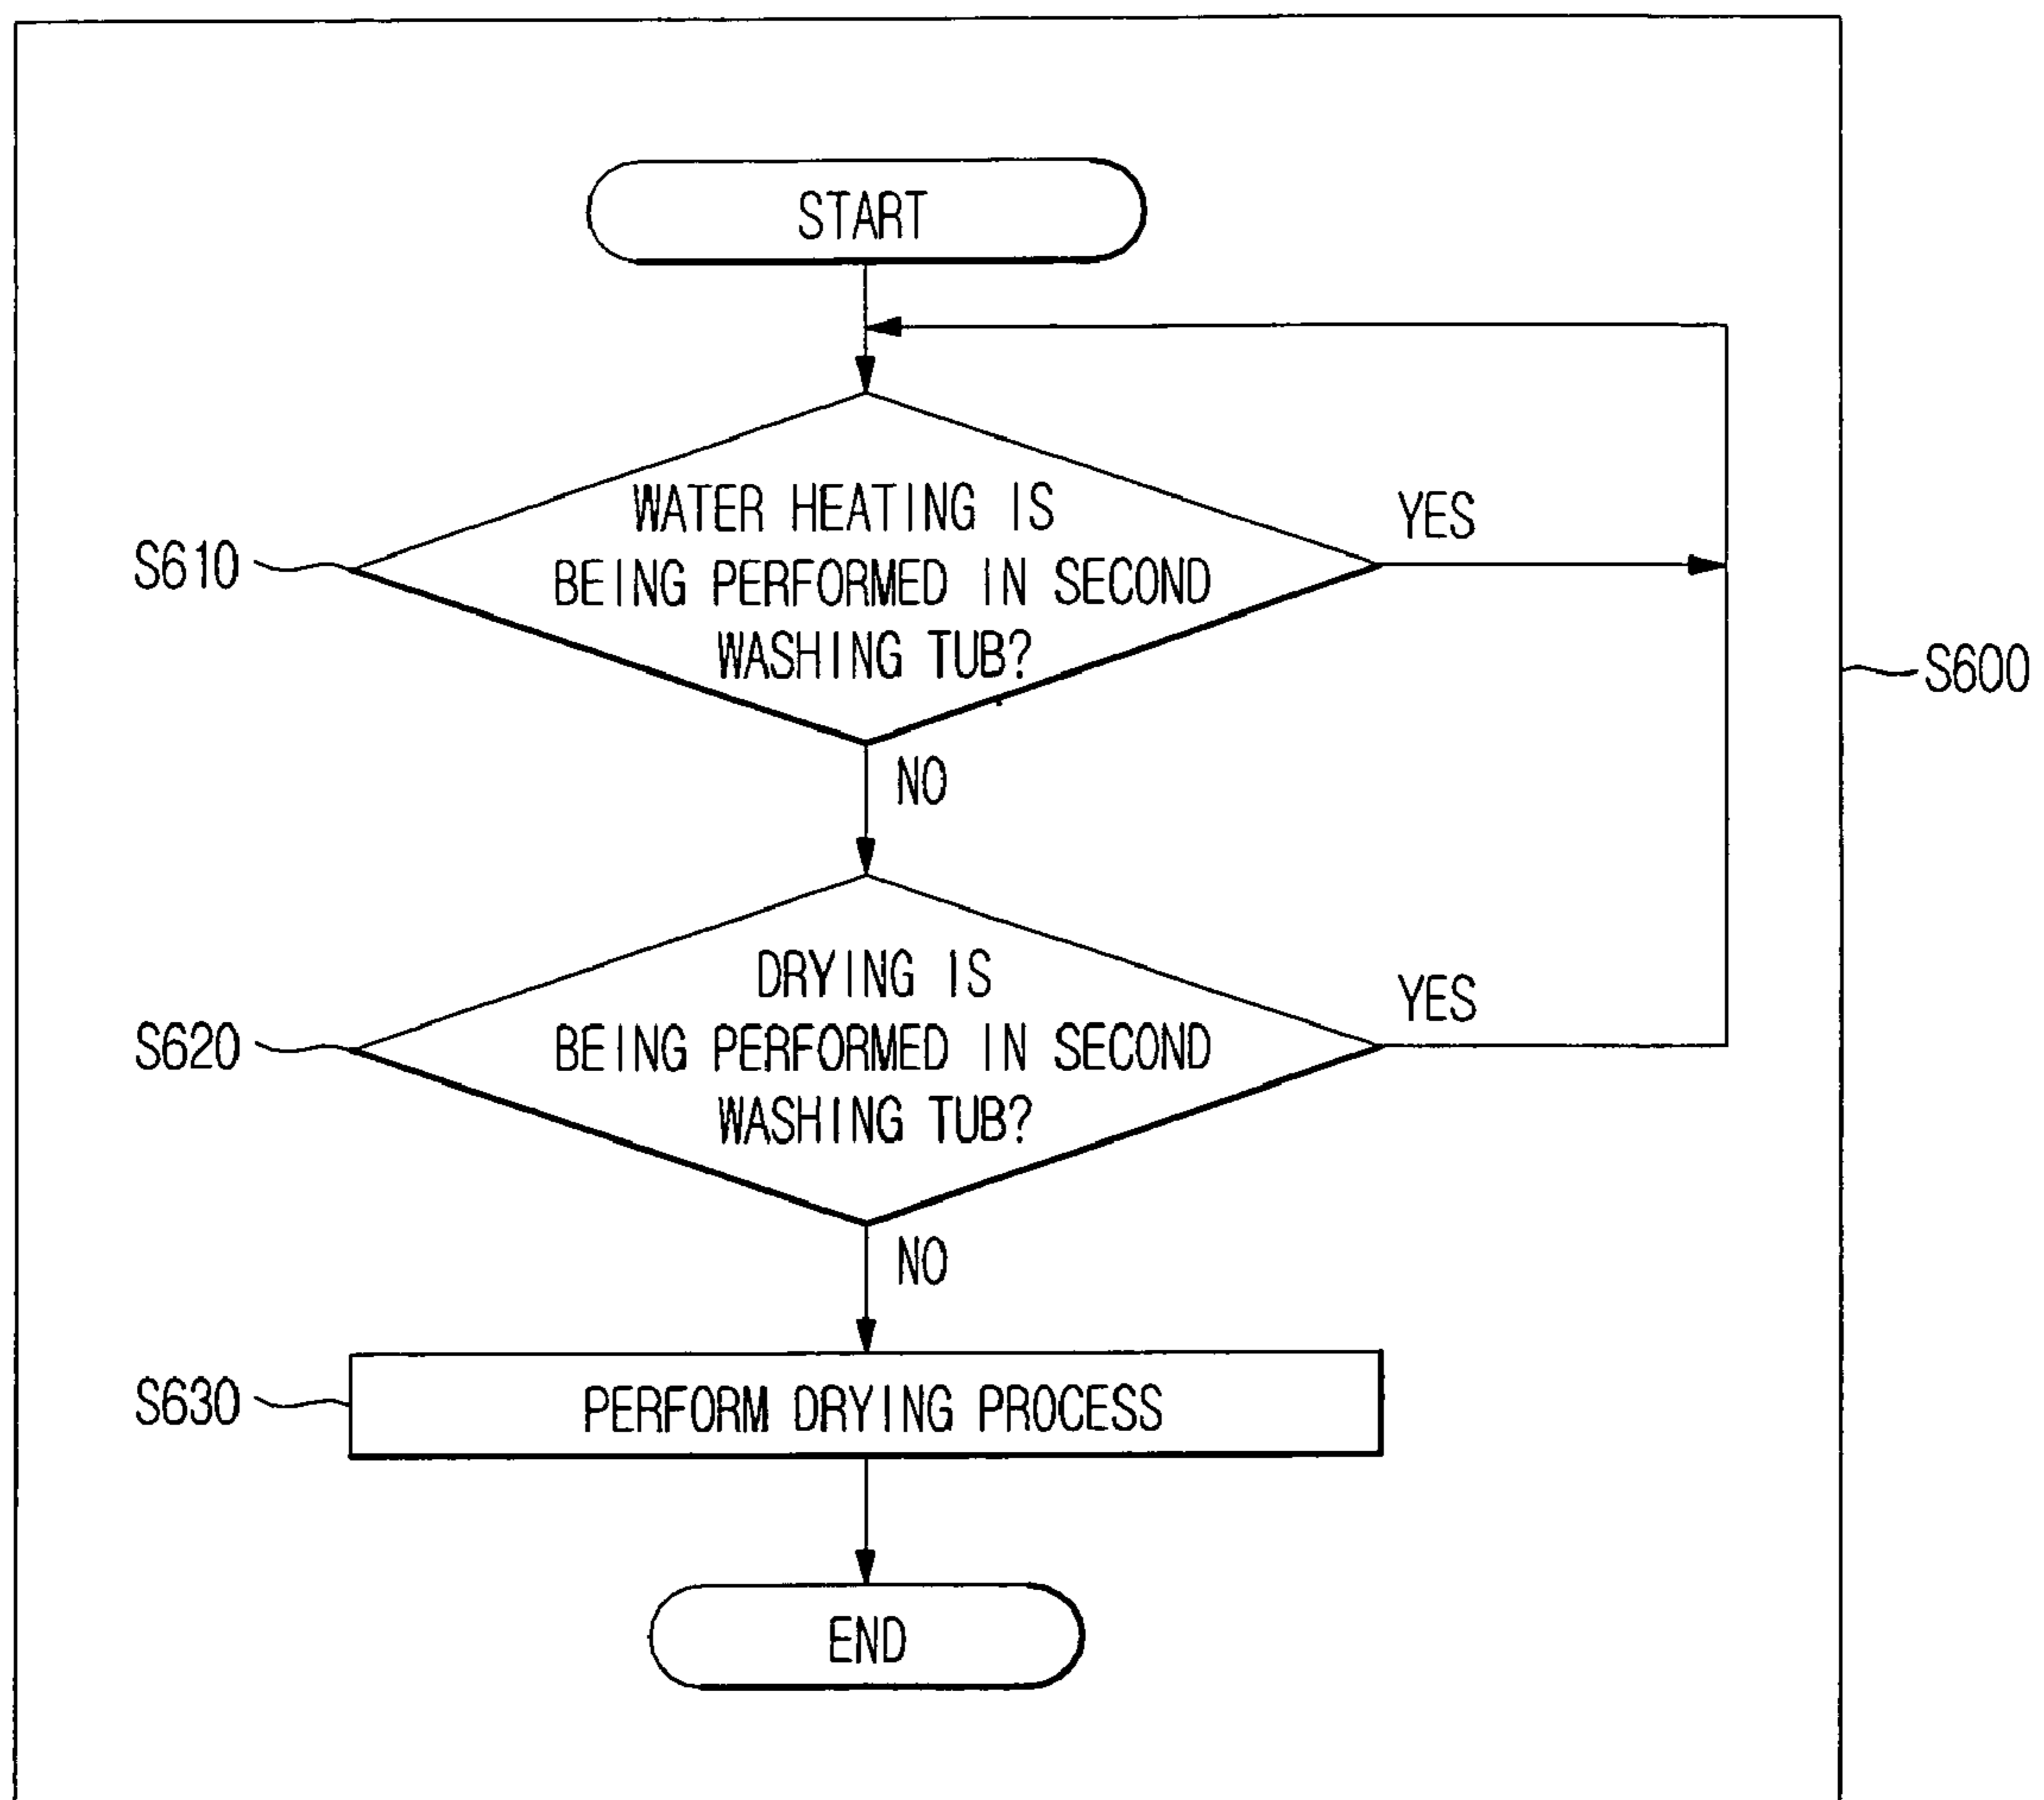 START
WATER HEATING IS
BEING PERFORMED IN SECOND
WASHING TUB?
YES
S610
S600
NO
DRYING IS
BEING PERFORMED IN SECOND
WASHING TUB?
YES
S620
NO
S630
PERFORM DRYING PROCESS
END